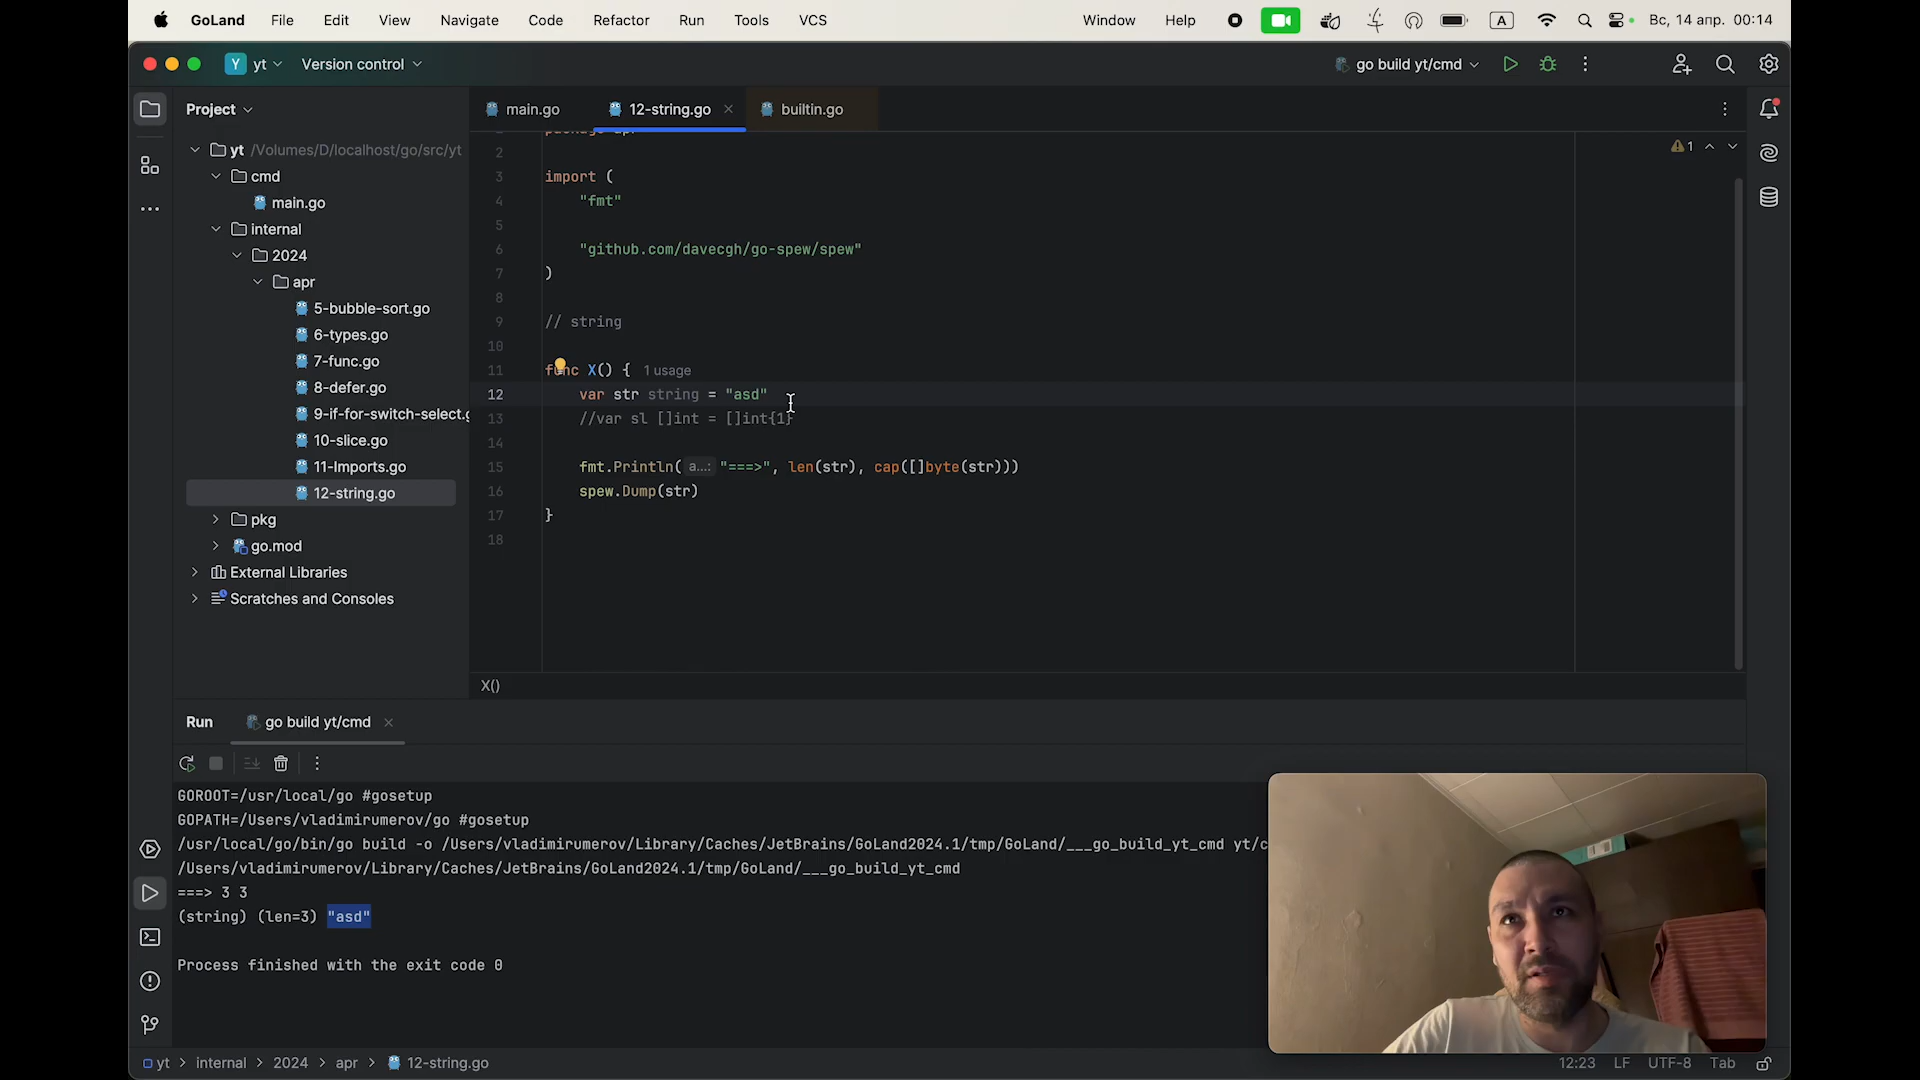 GoLand File Edit View Navigate Code Refactor Run Tools VCS Window Help A Вс, 14 апр. 00:14
Y yt Version control go build yt/cmd
Project main.go 12-string.go builtin.go
yt /Volumes/D/localhost/go/src/yt
cmd
main.go
internal
2024
apr
5-bubble-sort.go
6-types.go
7-func.go
8-defer.go
9-if-for-switch-select.g
10-slice.go
11-Imports.go
12-string.go
pkg
go.mod
External Libraries
Scratches and Consoles
1
2
3 import (
4 "fmt"
5
6 "github.com/davecgh/go-spew/spew"
7 )
8
9 // string
10
11 func X() { 1 usage
12 var str string = "asd"
13 //var sl []int = []int{1}
14
15 fmt.Println( a...: "===>", len(str), cap([]byte(str)))
16 spew.Dump(str)
17 }
18
X()
Run go build yt/cmd
GOROOT=/usr/local/go #gosetup
GOPATH=/Users/vladimirumerov/go #gosetup
/usr/local/go/bin/go build -o /Users/vladimirumerov/Library/Caches/JetBrains/GoLand2024.1/tmp/GoLand/___go_build_yt_cmd yt/c
/Users/vladimirumerov/Library/Caches/JetBrains/GoLand2024.1/tmp/GoLand/___go_build_yt_cmd
===> 3 3
(string) (len=3) "asd"
Process finished with the exit code 0
yt > internal > 2024 > apr > 12-string.go 12:23 LF UTF-8 Tab